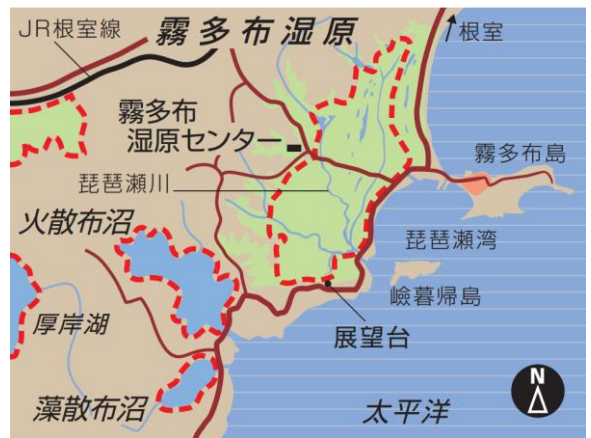 JR根室線
霧多布湿原
根室
霧多布
湿原センター
霧多布島
琵琶瀬川
火散布沼
琵琶瀬湾
嶮暮帰島
厚岸湖
展望台
藻散布沼
太平洋
N